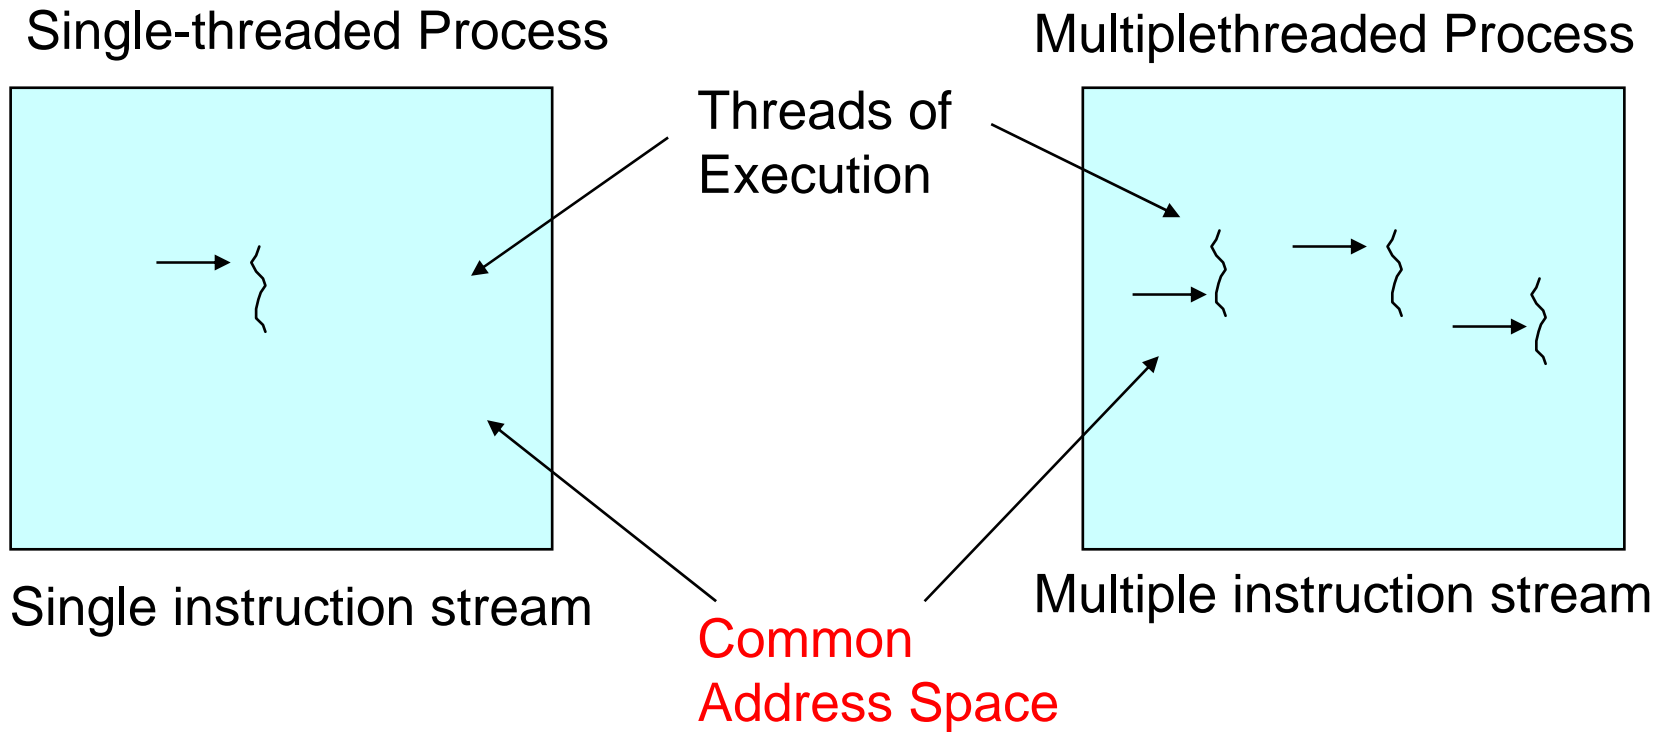 Single-threaded Process
Multiplethreaded Process
Threads of
Execution
Single instruction stream
Multiple instruction stream
Common
Address Space